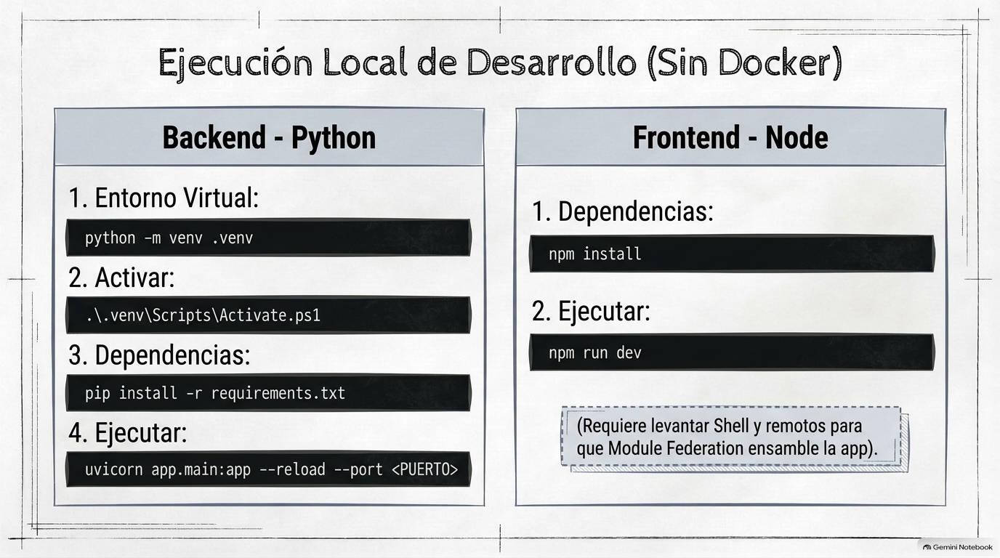 Ejecución Local de Desarrollo (Sin Docker)
Backend - Python
1. Entorno Virtual:
python -m venv .venv
2. Activar:
.\.venv\Scripts\Activate.ps1
3. Dependencias:
pip install -r requirements.txt
4. Ejecutar:
uvicorn app.main:app --reload --port <PUERTO>
Frontend - Node
1. Dependencias:
npm install
2. Ejecutar:
npm run dev
(Requiere levantar Shell y remotos para
que Module Federation ensamble la app).
Gemini Notebook